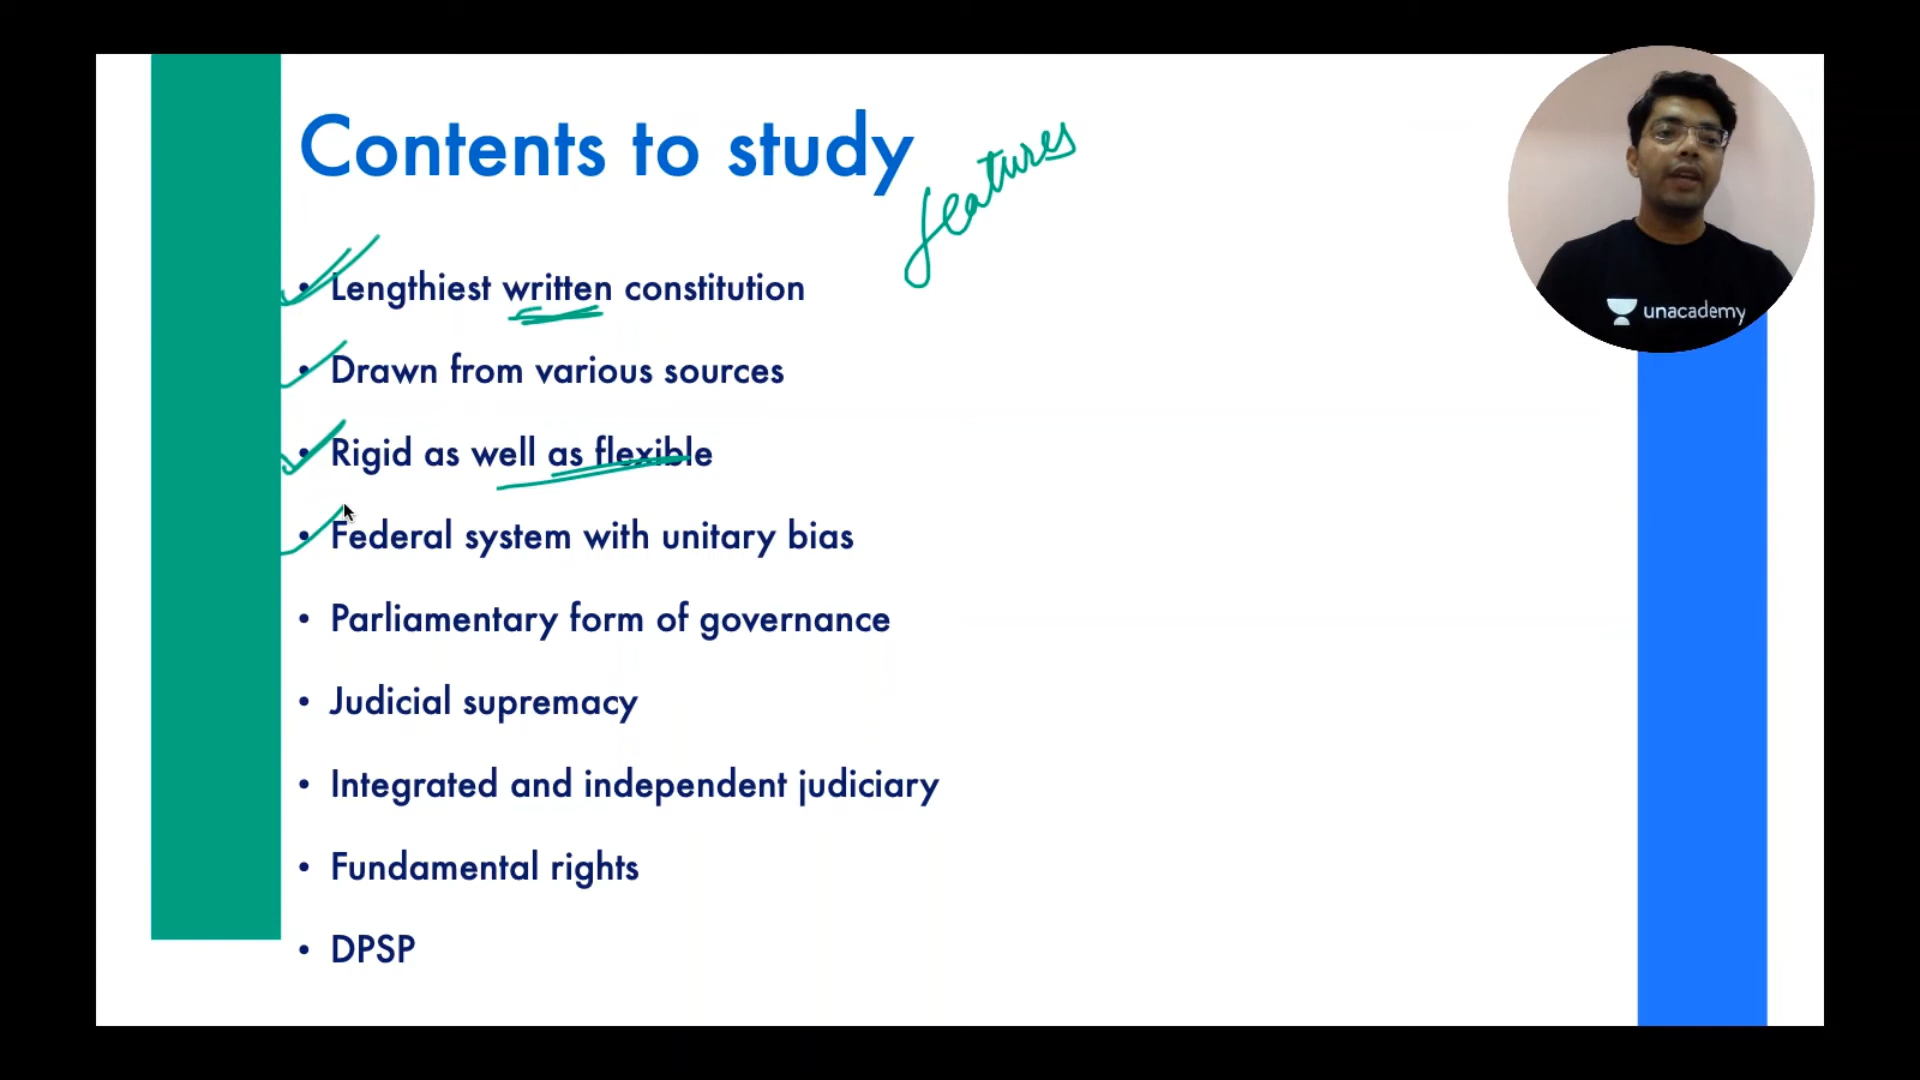 Contents to study
features
• Lengthiest written constitution
• Drawn from various sources
• Rigid as well as flexible
• Federal system with unitary bias
• Parliamentary form of governance
• Judicial supremacy
• Integrated and independent judiciary
• Fundamental rights
• DPSP
unacademy